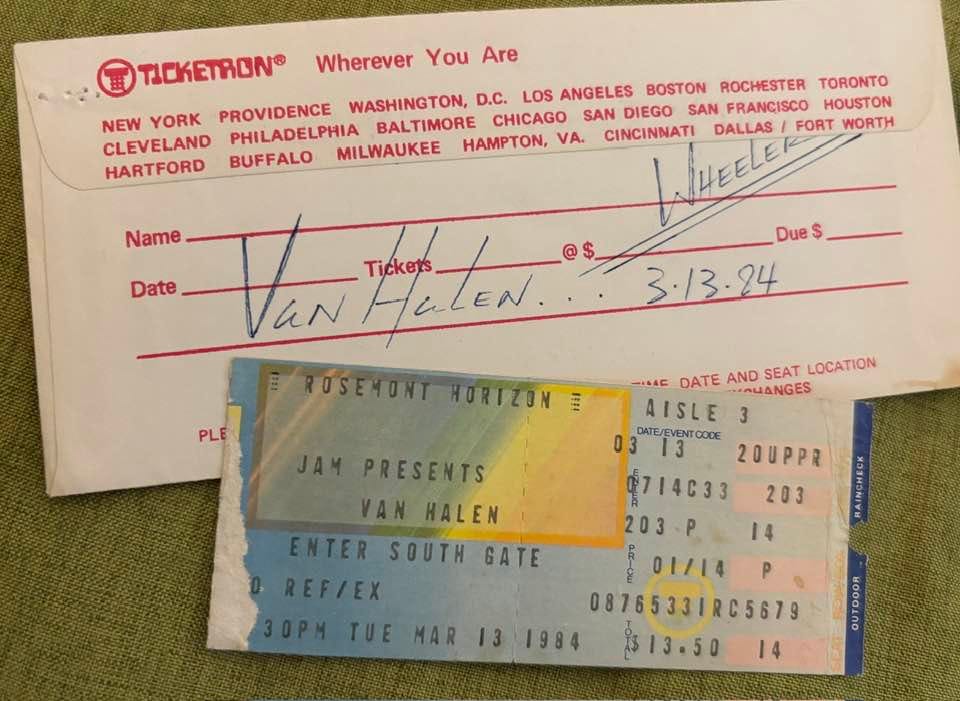 TICKETRON® Wherever You Are
NEW YORK PROVIDENCE WASHINGTON, D.C. LOS ANGELES BOSTON ROCHESTER TORONTO
CLEVELAND PHILADELPHIA BALTIMORE CHICAGO SAN DIEGO SAN FRANCISCO HOUSTON
HARTFORD BUFFALO MILWAUKEE HAMPTON, VA. CINCINNATI DALLAS / FORT WORTH
WHEELER
Name
Date Tickets @ $ Due $
VAN HALEN... 3.13.84
DATE AND SEAT LOCATION
PLE
ROSEMONT HORIZON
JAM PRESENTS
VAN HALEN
ENTER SOUTH GATE
0 REF/EX
30PM TUE MAR 13 1984
AISLE 3
DATE/EVENT CODE
03 13 20UPPR
0714C33 203
203 P 14
PRICE
01/14 P
08765331RC5679
TOTAL
$13.50 14
RAINCHECK
OUTDOOR